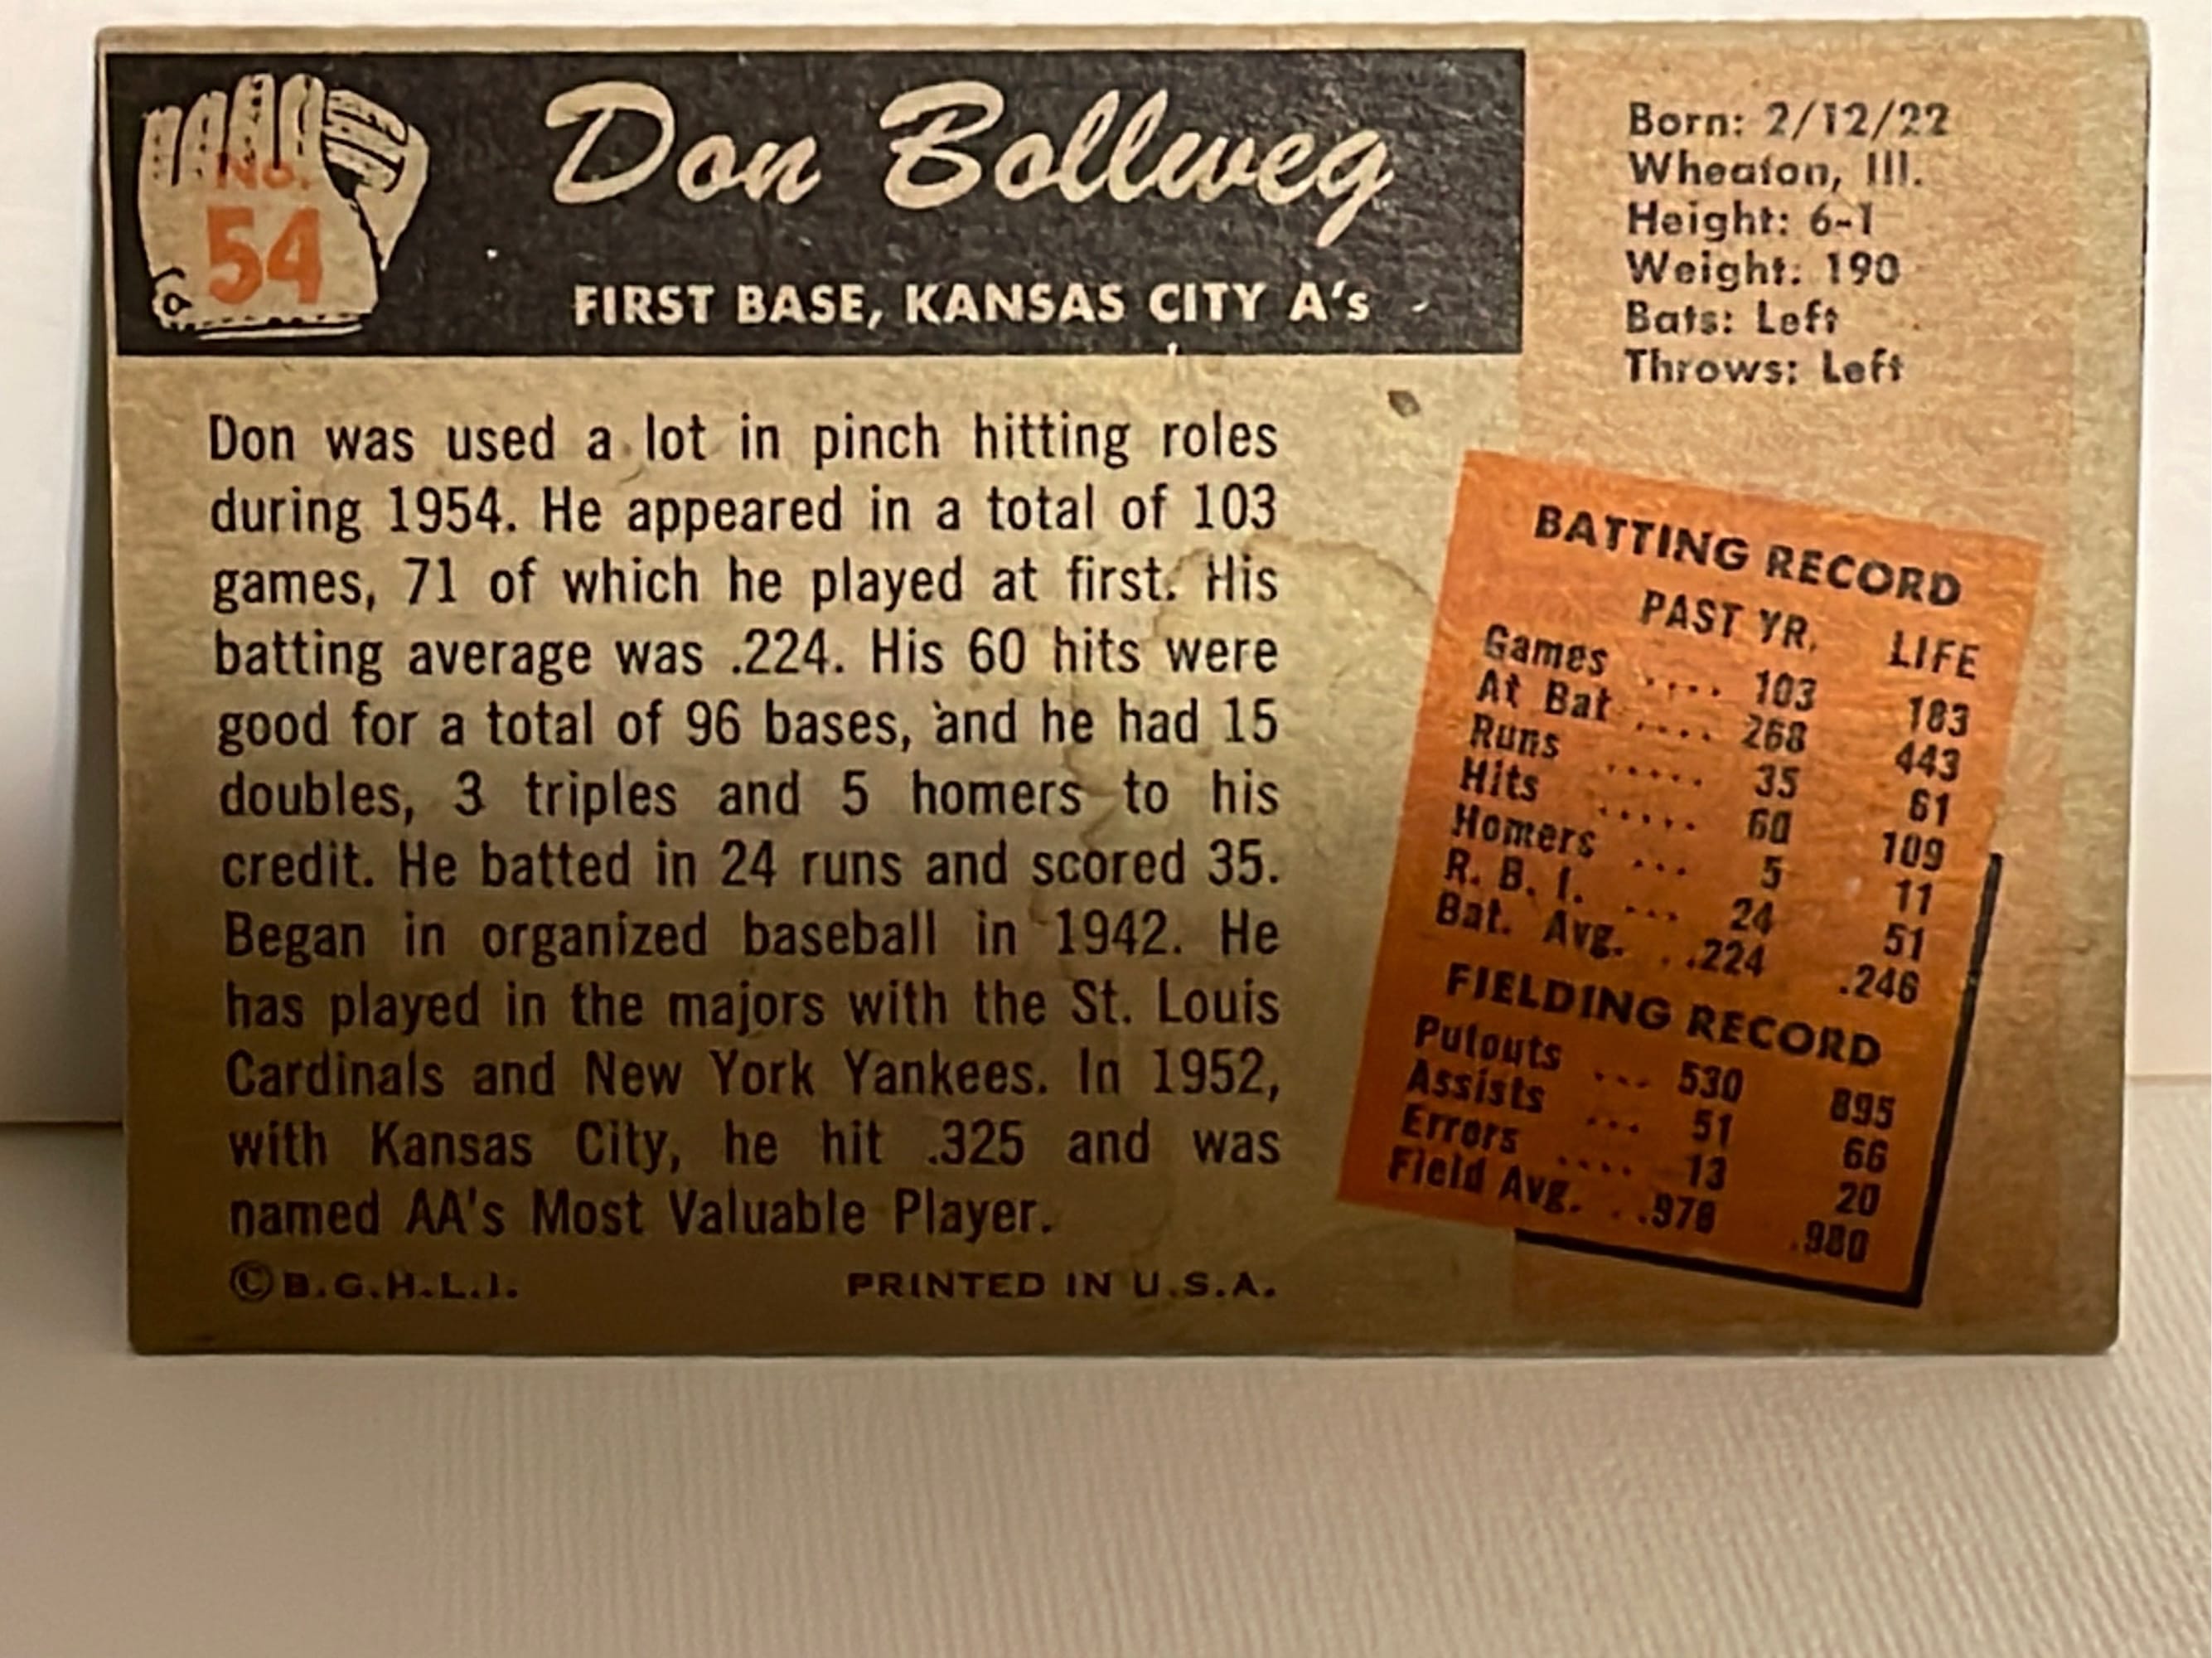 No.
54
Don Bollweg
FIRST BASE, KANSAS CITY A's
Born: 2/12/22
Wheaton, Ill.
Height: 6-1
Weight: 190
Bats: Left
Throws: Left
Don was used a lot in pinch hitting roles
during 1954. He appeared in a total of 103
games, 71 of which he played at first. His
batting average was .224. His 60 hits were
good for a total of 96 bases, and he had 15
doubles, 3 triples and 5 homers to his
credit. He batted in 24 runs and scored 35.
Began in organized baseball in 1942. He
has played in the majors with the St. Louis
Cardinals and New York Yankees. In 1952,
with Kansas City, he hit .325 and was
named AA's Most Valuable Player.
© B.G.H.L.I. PRINTED IN U.S.A.
BATTING RECORD
PAST YR. LIFE
Games .... 103 183
At Bat .... 268 443
Runs ..... 35 61
Hits ..... 60 109
Homers ... 5 11
R. B. I. ... 24 51
Bat. Avg. . .224 .246
FIELDING RECORD
Putouts ... 530 895
Assists ... 51 66
Errors .... 13 20
Field Avg. . .978 .980